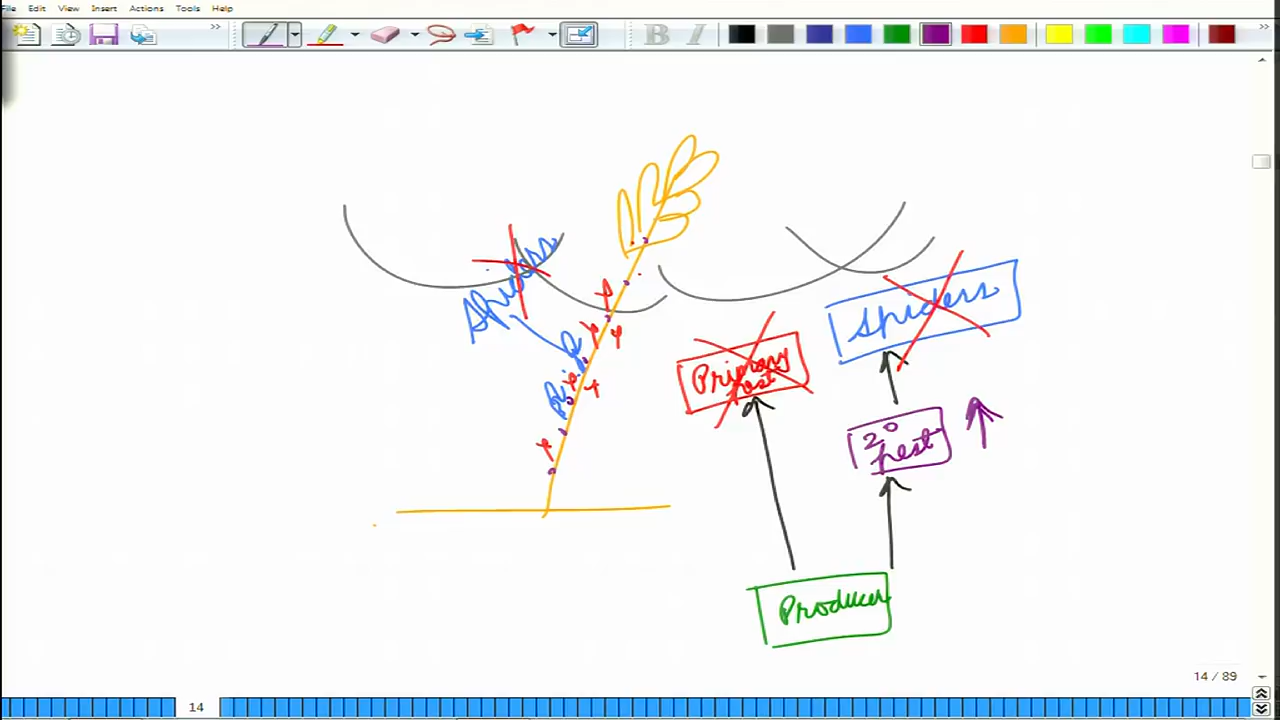 File Edit View Insert Actions Tools Help
B I
Spiders
Primary
Pest
Spiders
2° pest
Producer
14 / 89
14